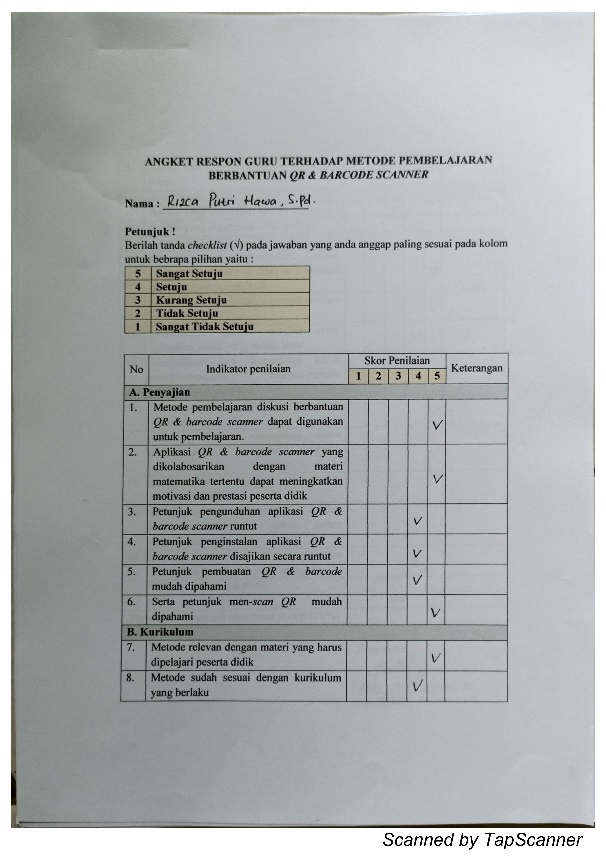 ANGKET RESPON GURU TERHADAP METODE PEMBELAJARAN
BERBANTUAN QR & BARCODE SCANNER
Nama : Rizca Putri Hawa, S.Pd.
Petunjuk !
Berilah tanda checklist (√) pada jawaban yang anda anggap paling sesuai pada kolom
untuk bebrapa pilihan yaitu :
5 Sangat Setuju
4 Setuju
3 Kurang Setuju
2 Tidak Setuju
1 Sangat Tidak Setuju
No Indikator penilaian Skor Penilaian Keterangan
1 2 3 4 5
A. Penyajian
1. Metode pembelajaran diskusi berbantuan
QR & barcode scanner dapat digunakan √
untuk pembelajaran.
2. Aplikasi QR & barcode scanner yang
dikolabosarikan dengan materi
matematika tertentu dapat meningkatkan √
motivasi dan prestasi peserta didik
3. Petunjuk pengunduhan aplikasi QR &
barcode scanner runtut √
4. Petunjuk penginstalan aplikasi QR &
barcode scanner disajikan secara runtut √
5. Petunjuk pembuatan QR & barcode
mudah dipahami √
6. Serta petunjuk men-scan QR mudah
dipahami √
B. Kurikulum
7. Metode relevan dengan materi yang harus
dipelajari peserta didik √
8. Metode sudah sesuai dengan kurikulum
yang berlaku √
Scanned by TapScanner